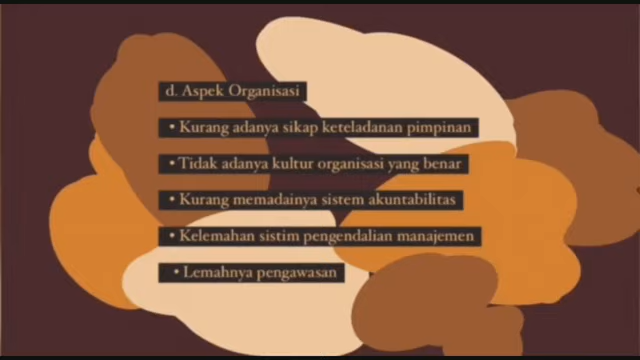 d. Aspek Organisasi
• Kurang adanya sikap keteladanan pimpinan
• Tidak adanya kultur organisasi yang benar
• Kurang memadainya sistem akuntabilitas
• Kelemahan sistim pengendalian manajemen
• Lemahnya pengawasan